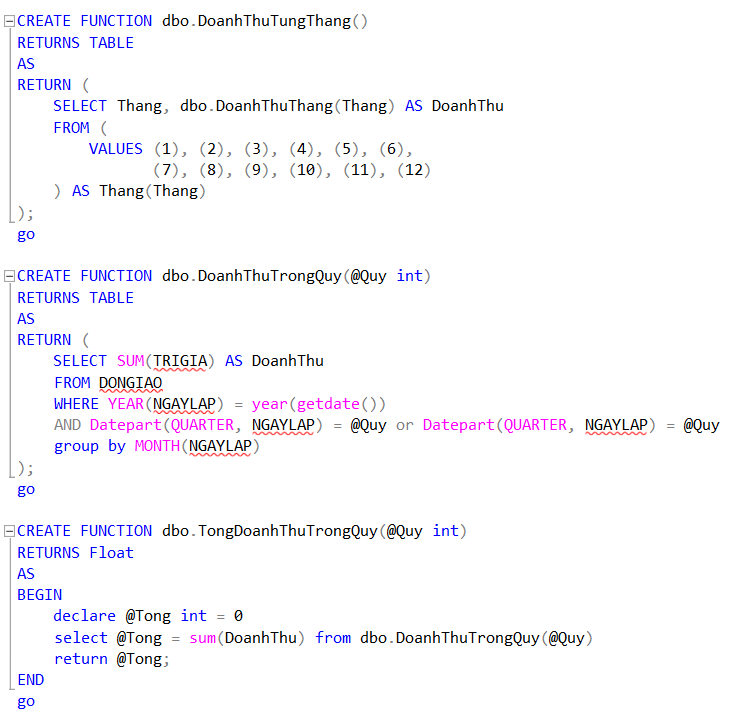 CREATE FUNCTION dbo.DoanhThuTungThang()
RETURNS TABLE
AS
RETURN (
    SELECT Thang, dbo.DoanhThuThang(Thang) AS DoanhThu
    FROM (
        VALUES (1), (2), (3), (4), (5), (6),
               (7), (8), (9), (10), (11), (12)
    ) AS Thang(Thang)
);
go
CREATE FUNCTION dbo.DoanhThuTrongQuy(@Quy int)
RETURNS TABLE
AS
RETURN (
    SELECT SUM(TRIGIA) AS DoanhThu
    FROM DONGIAO
    WHERE YEAR(NGAYLAP) = year(getdate())
    AND Datepart(QUARTER, NGAYLAP) = @Quy or Datepart(QUARTER, NGAYLAP) = @Quy
    group by MONTH(NGAYLAP)
);
go
CREATE FUNCTION dbo.TongDoanhThuTrongQuy(@Quy int)
RETURNS Float
AS
BEGIN
    declare @Tong int = 0
    select @Tong = sum(DoanhThu) from dbo.DoanhThuTrongQuy(@Quy)
    return @Tong;
END
go